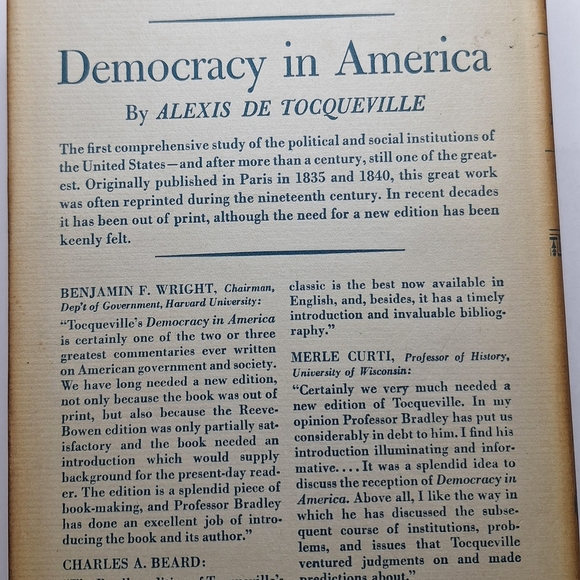 Democracy in America
By ALEXIS DE TOCQUEVILLE
The first comprehensive study of the political and social institutions of
the United States—and after more than a century, still one of the great-
est. Originally published in Paris in 1835 and 1840, this great work
was often reprinted during the nineteenth century. In recent decades
it has been out of print, although the need for a new edition has been
keenly felt.
BENJAMIN F. WRIGHT, Chairman,
Dep't of Government, Harvard University:
"Tocqueville's Democracy in America
is certainly one of the two or three
greatest commentaries ever written
on American government and society.
We have long needed a new edition,
not only because the book was out of
print, but also because the Reeve-
Bowen edition was only partially sat-
isfactory and the book needed an
introduction which would supply
background for the present-day read-
er. The edition is a splendid piece of
book-making, and Professor Bradley
has done an excellent job of intro-
ducing the book and its author."
CHARLES A. BEARD:
classic is the best now available in
English, and, besides, it has a timely
introduction and invaluable bibliog-
raphy."
MERLE CURTI, Professor of History,
University of Wisconsin:
"Certainly we very much needed a
new edition of Tocqueville. In my
opinion Professor Bradley has put us
considerably in debt to him. I find his
introduction illuminating and infor-
mative.... It was a splendid idea to
discuss the reception of Democracy in
America. Above all, I like the way in
which he has discussed the subse-
quent course of institutions, prob-
lems, and issues that Tocqueville
ventured judgments on and made
predictions about."